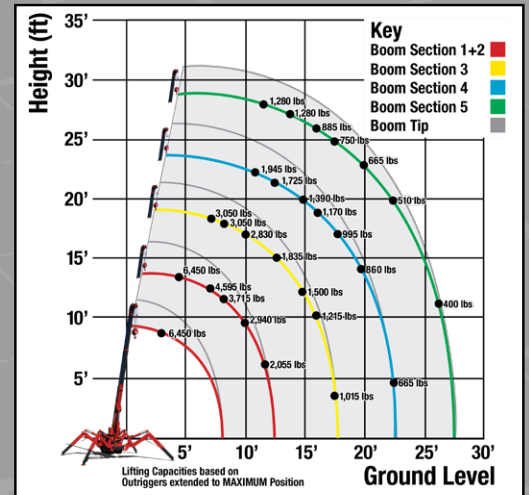 Height (ft)
35'
30'
25'
20'
15'
10'
5'
Key
Boom Section 1+2
Boom Section 3
Boom Section 4
Boom Section 5
Boom Tip
1,280 lbs
1,280 lbs
885 lbs
750 lbs
665 lbs
510 lbs
400 lbs
1,945 lbs
1,725 lbs
1,390 lbs
1,170 lbs
995 lbs
860 lbs
665 lbs
3,050 lbs
3,050 lbs
2,830 lbs
1,835 lbs
1,500 lbs
1,215 lbs
1,015 lbs
6,450 lbs
4,595 lbs
3,715 lbs
2,940 lbs
2,055 lbs
6,450 lbs
5'
10'
15'
20'
25'
30'
Lifting Capacities based on
Outriggers extended to MAXIMUM Position
Ground Level